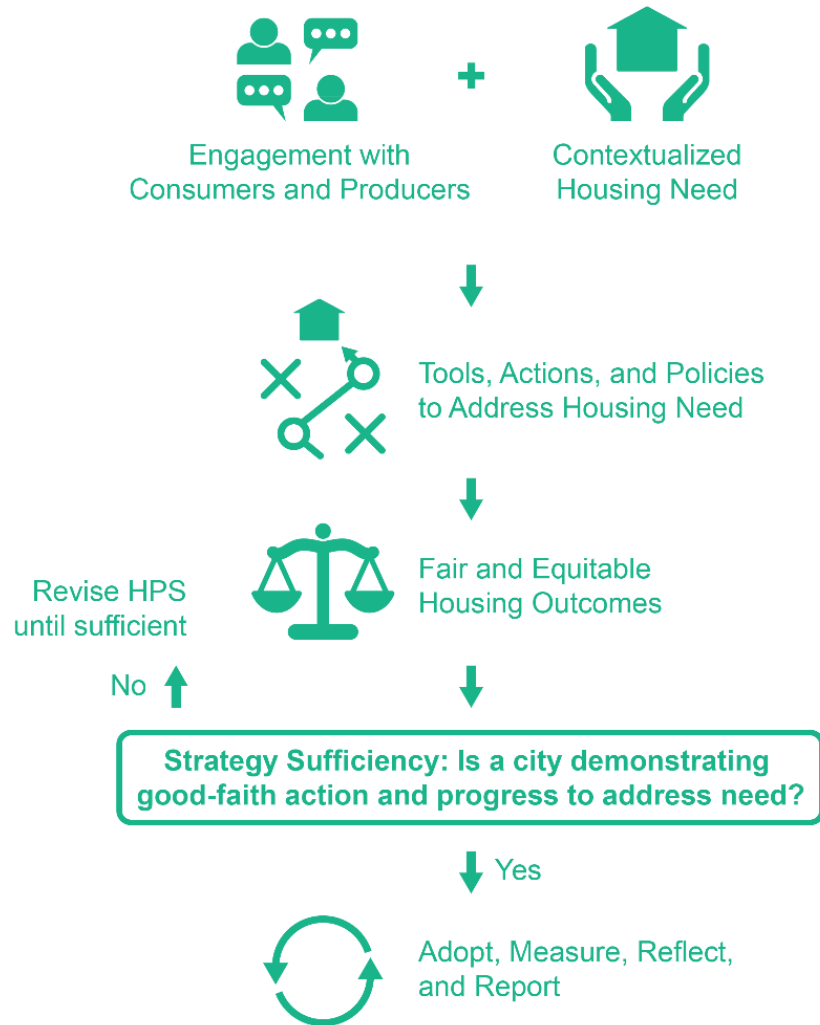 Engagement with
Consumers and Producers
Contextualized
Housing Need
Tools, Actions, and Policies
to Address Housing Need
Fair and Equitable
Housing Outcomes
Revise HPS
until sufficient
No
Strategy Sufficiency: Is a city demonstrating
good-faith action and progress to address need?
Yes
Adopt, Measure, Reflect,
and Report